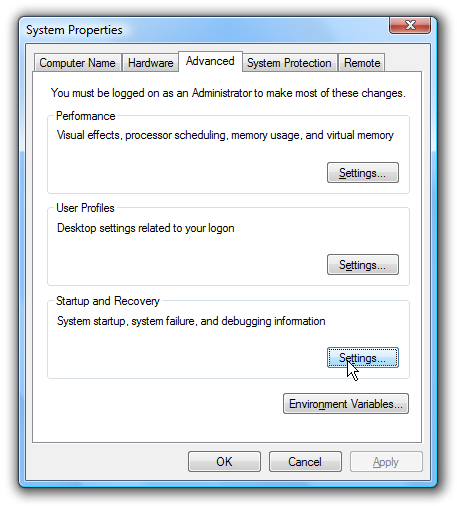 System Properties
Computer Name Hardware Advanced System Protection Remote
You must be logged on as an Administrator to make most of these changes.
Performance
Visual effects, processor scheduling, memory usage, and virtual memory
Settings...
User Profiles
Desktop settings related to your logon
Settings...
Startup and Recovery
System startup, system failure, and debugging information
Settings...
Environment Variables...
OK Cancel Apply